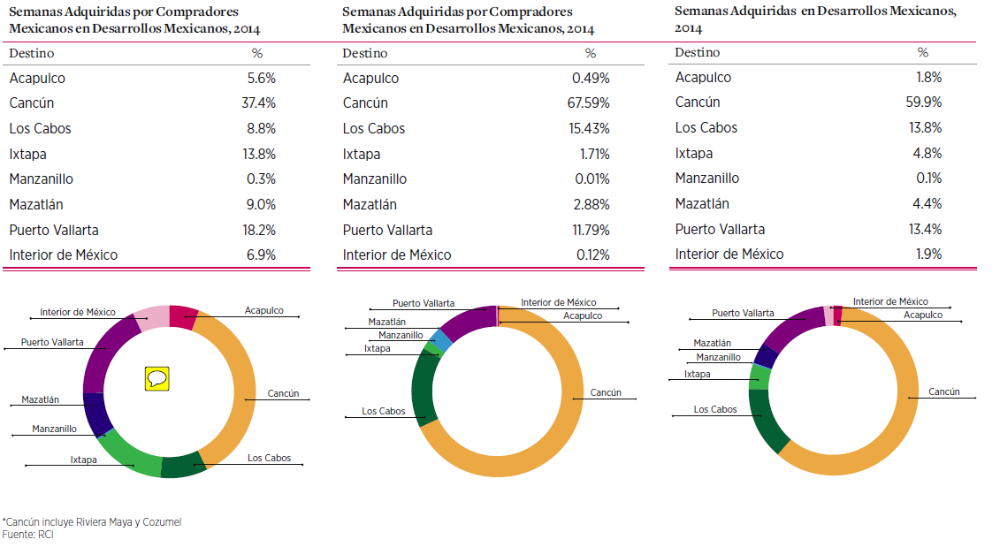 Semanas Adquiridas por Compradores
Mexicanos en Desarrollos Mexicanos, 2014
Destino %
Acapulco 5.6%
Cancún 37.4%
Los Cabos 8.8%
Ixtapa 13.8%
Manzanillo 0.3%
Mazatlán 9.0%
Puerto Vallarta 18.2%
Interior de México 6.9%
Interior de México
Acapulco
Puerto Vallarta
Cancún
Mazatlán
Manzanillo
Ixtapa
Los Cabos
Semanas Adquiridas por Compradores
Mexicanos en Desarrollos Mexicanos, 2014
Destino %
Acapulco 0.49%
Cancún 67.59%
Los Cabos 15.43%
Ixtapa 1.71%
Manzanillo 0.01%
Mazatlán 2.88%
Puerto Vallarta 11.79%
Interior de México 0.12%
Puerto Vallarta
Interior de México
Acapulco
Mazatlán
Manzanillo
Ixtapa
Cancún
Los Cabos
Semanas Adquiridas en Desarrollos Mexicanos,
2014
Destino %
Acapulco 1.8%
Cancún 59.9%
Los Cabos 13.8%
Ixtapa 4.8%
Manzanillo 0.1%
Mazatlán 4.4%
Puerto Vallarta 13.4%
Interior de México 1.9%
Interior de México
Puerto Vallarta
Acapulco
Mazatlán
Manzanillo
Ixtapa
Cancún
Los Cabos
*Cancún incluye Riviera Maya y Cozumel
Fuente: RCI